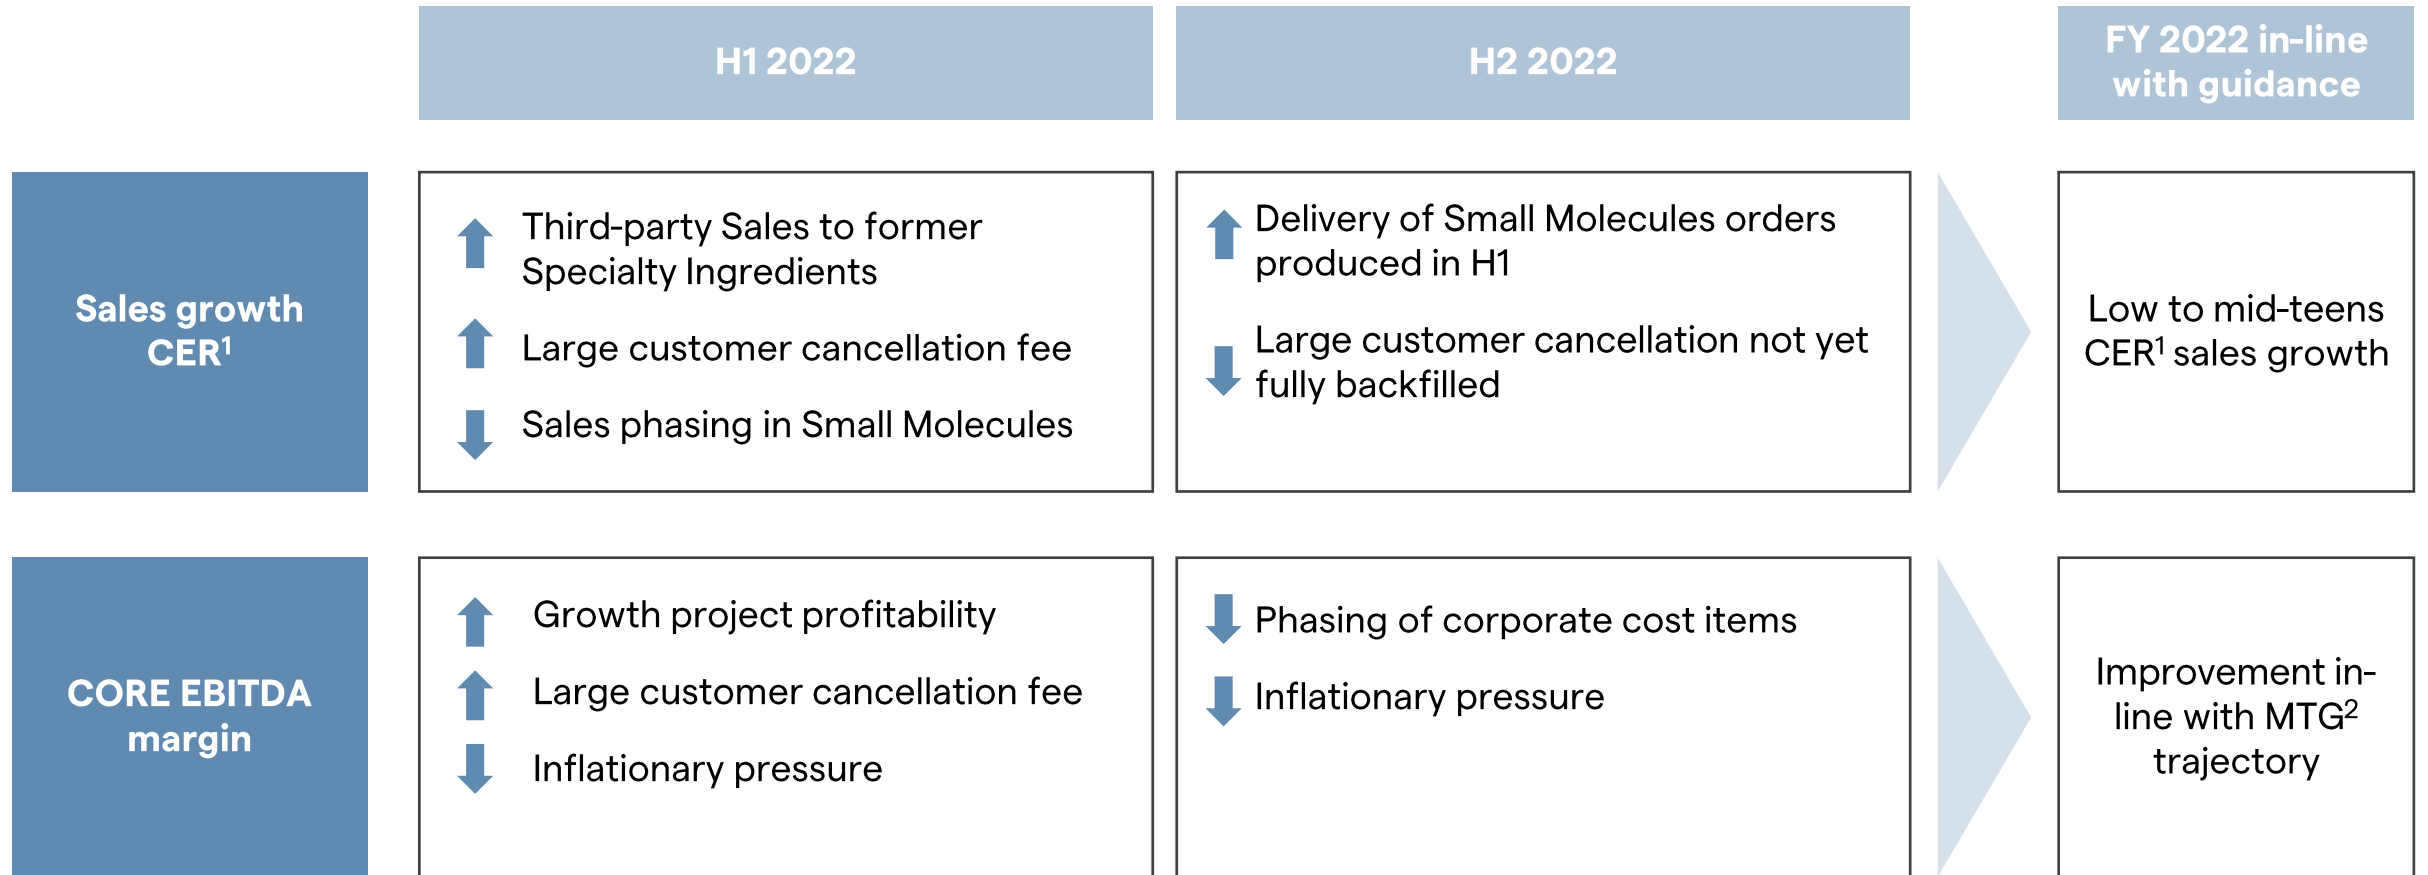 H1 2022
H2 2022
FY 2022 in-line
with guidance
Sales growth
CER¹
Third-party Sales to former
Specialty Ingredients
Large customer cancellation fee
Sales phasing in Small Molecules
Delivery of Small Molecules orders
produced in H1
Large customer cancellation not yet
fully backfilled
Low to mid-teens
CER¹ sales growth
CORE EBITDA
margin
Growth project profitability
Large customer cancellation fee
Inflationary pressure
Phasing of corporate cost items
Inflationary pressure
Improvement in-
line with MTG²
trajectory